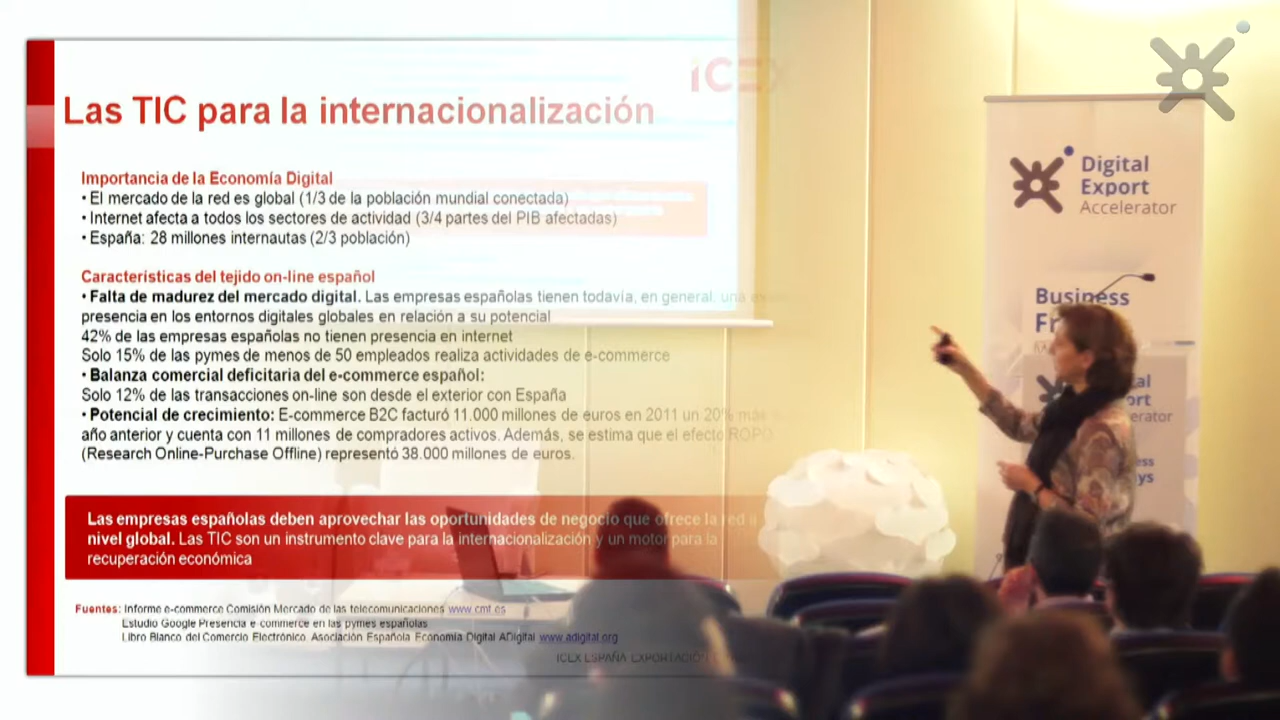 ICEX
Las TIC para la internacionalización
Importancia de la Economía Digital
• El mercado de la red es global (1/3 de la población mundial conectada)
• Internet afecta a todos los sectores de actividad (3/4 partes del PIB afectadas)
• España: 28 millones internautas (2/3 población)
Características del tejido on-line español
• Falta de madurez del mercado digital. Las empresas españolas tienen todavía, en general, una
presencia en los entornos digitales globales en relación a su potencial
42% de las empresas españolas no tienen presencia en internet
Solo 15% de las pymes de menos de 50 empleados realiza actividades de e-commerce
• Balanza comercial deficitaria del e-commerce español:
Solo 12% de las transacciones on-line son desde el exterior con España
• Potencial de crecimiento: E-commerce B2C facturó 11.000 millones de euros en 2011 un 20% más
año anterior y cuenta con 11 millones de compradores activos. Además, se estima que el efecto ROPO
(Research Online-Purchase Offline) representó 38.000 millones de euros.
Las empresas españolas deben aprovechar las oportunidades de negocio que ofrece la red a
nivel global. Las TIC son un instrumento clave para la internacionalización y un motor para la
recuperación económica
Fuentes: Informe e-commerce Comisión Mercado de las telecomunicaciones www.cmt.es
Estudio Google Presencia e-commerce en las pymes españolas
Libro Blanco del Comercio Electrónico. Asociación Española Economía Digital ADigital www.adigital.org
ICEX ESPAÑA EXPORTACIÓN
Digital
Export
Accelerator
Business